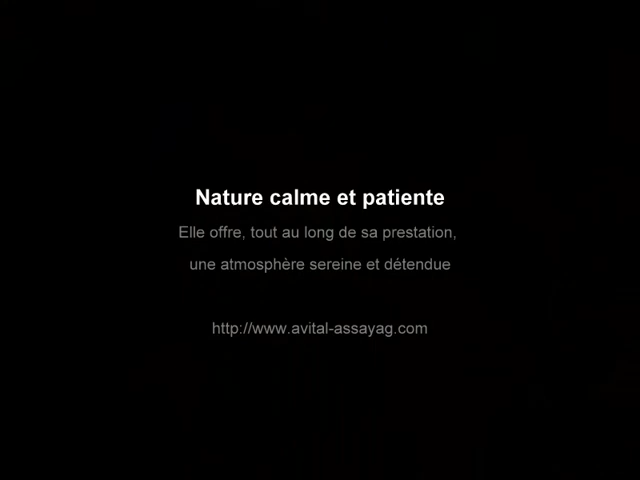 Nature calme et patiente
Elle offre, tout au long de sa prestation,
une atmosphère sereine et détendue
http://www.avital-assayag.com